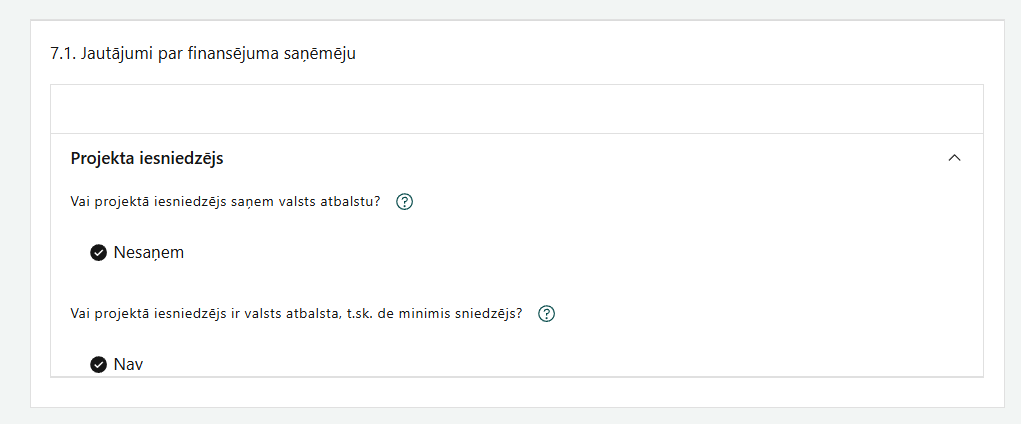 7.1. Jautājumi par finansējuma saņēmēju
Projekta iesniedzējs
Vai projektā iesniedzējs saņem valsts atbalstu? ?
Nesaņem
Vai projektā iesniedzējs ir valsts atbalsta, t.sk. de minimis sniedzējs? ?
Nav